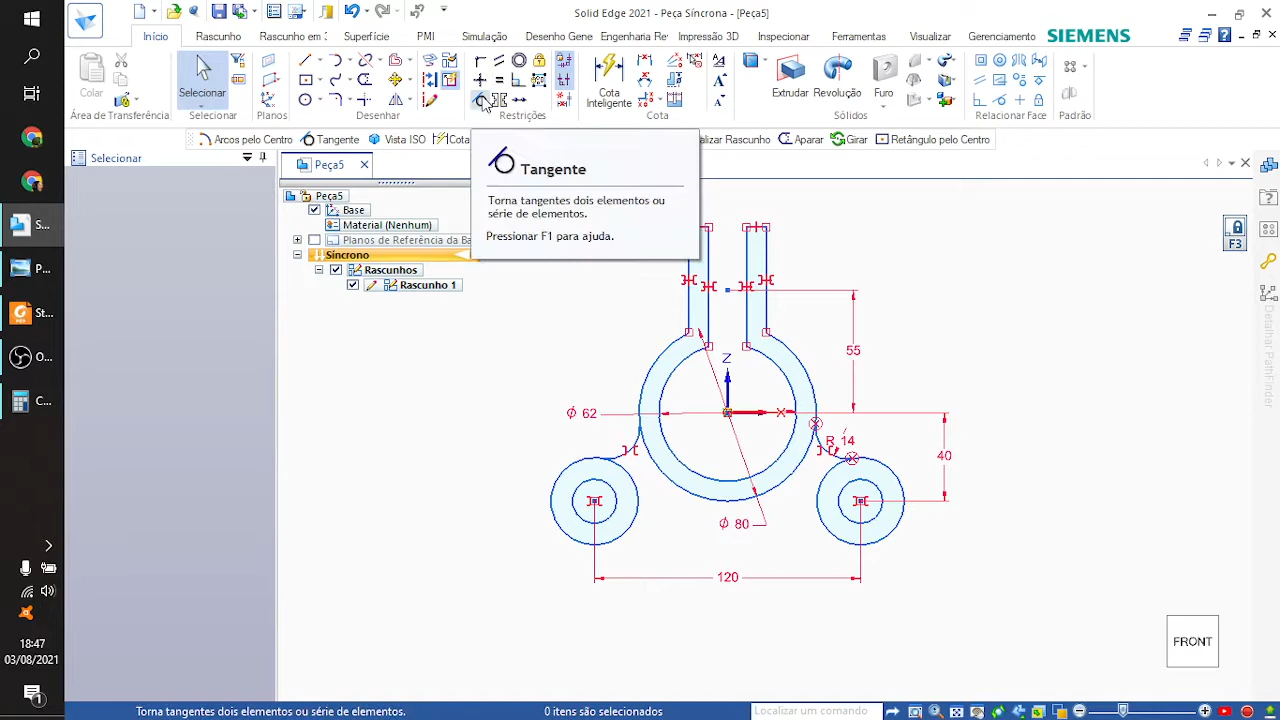 Solid Edge 2021 - Peça Síncrona - [Peça5]
Início
Rascunho
Rascunho em :
Superfície
PMI
Simulação
Desenho Gene
Engenharia Re
Impressão 3D
Inspecionar
Ferramentas
Visualizar
Gerenciamento
SIEMENS
Colar
Selecionar
Cota
Inteligente
Extrudar
Revolução
Furo
Área de Transferência
Selecionar
Planos
Desenhar
Restrições
Cota
Sólidos
Relacionar Face
Padrão
Arcos pelo Centro
Tangente
Vista ISO
Cota
alizar Rascunho
Aparar
Girar
Retângulo pelo Centro
Selecionar
Peça5
Tangente
Torna tangentes dois elementos ou
série de elementos.
Pressionar F1 para ajuda.
Peça5
Base
Material (Nenhum)
Planos de Referência da Ba
Síncrono
Rascunhos
Rascunho 1
S...
P...
S...
O...
C...
F3
Detalhar PathFinder
Z
X
55
ϕ 62
R 14
40
ϕ 80
120
FRONT
18:47
03/08/2021
Torna tangentes dois elementos ou série de elementos.
0 itens são selecionados
Localizar um comando